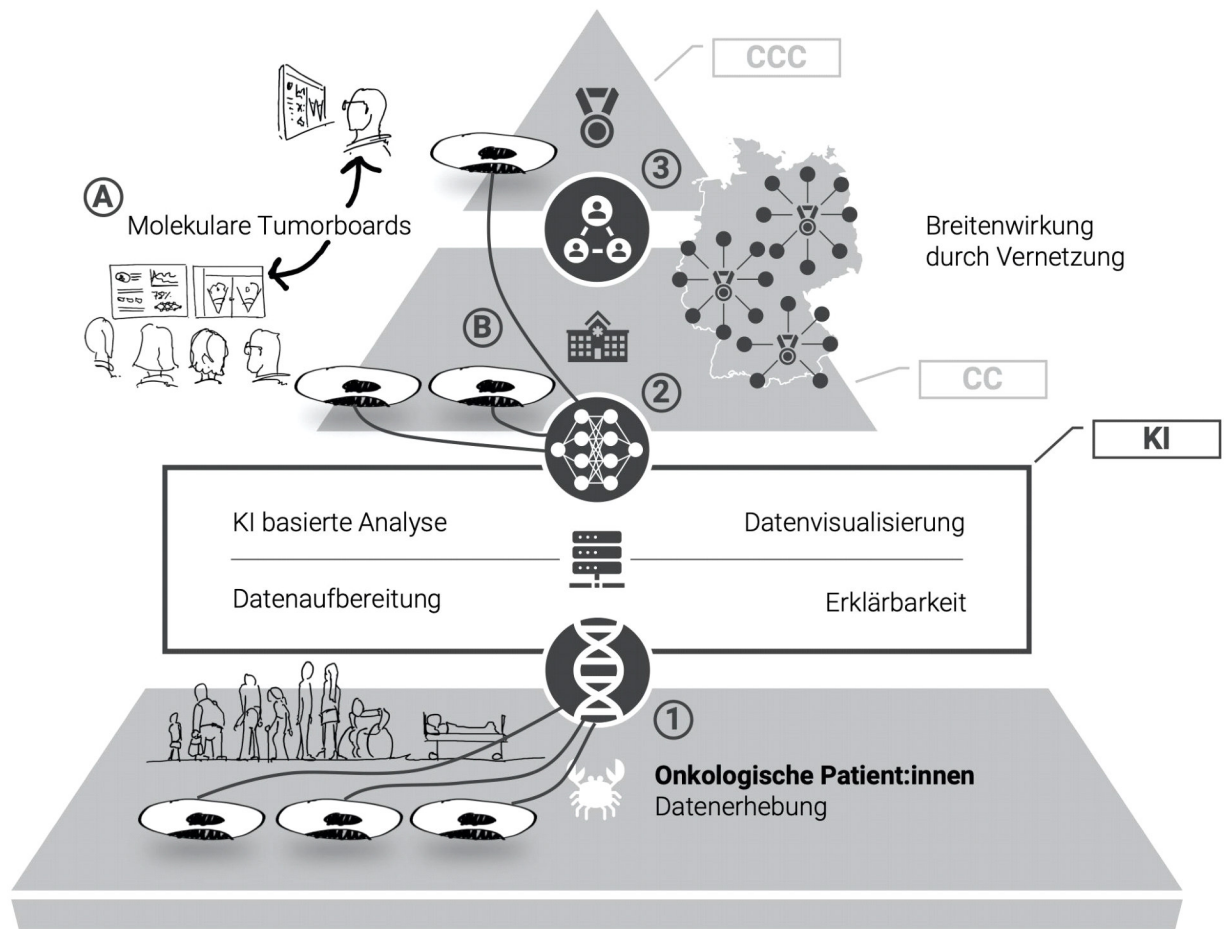 CCC
3
A
Molekulare Tumorboards
Breitenwirkung
durch Vernetzung
75%
B
2
CC
KI
KI basierte Analyse
Datenvisualisierung
Datenaufbereitung
Erklärbarkeit
1
Onkologische Patient:innen
Datenerhebung